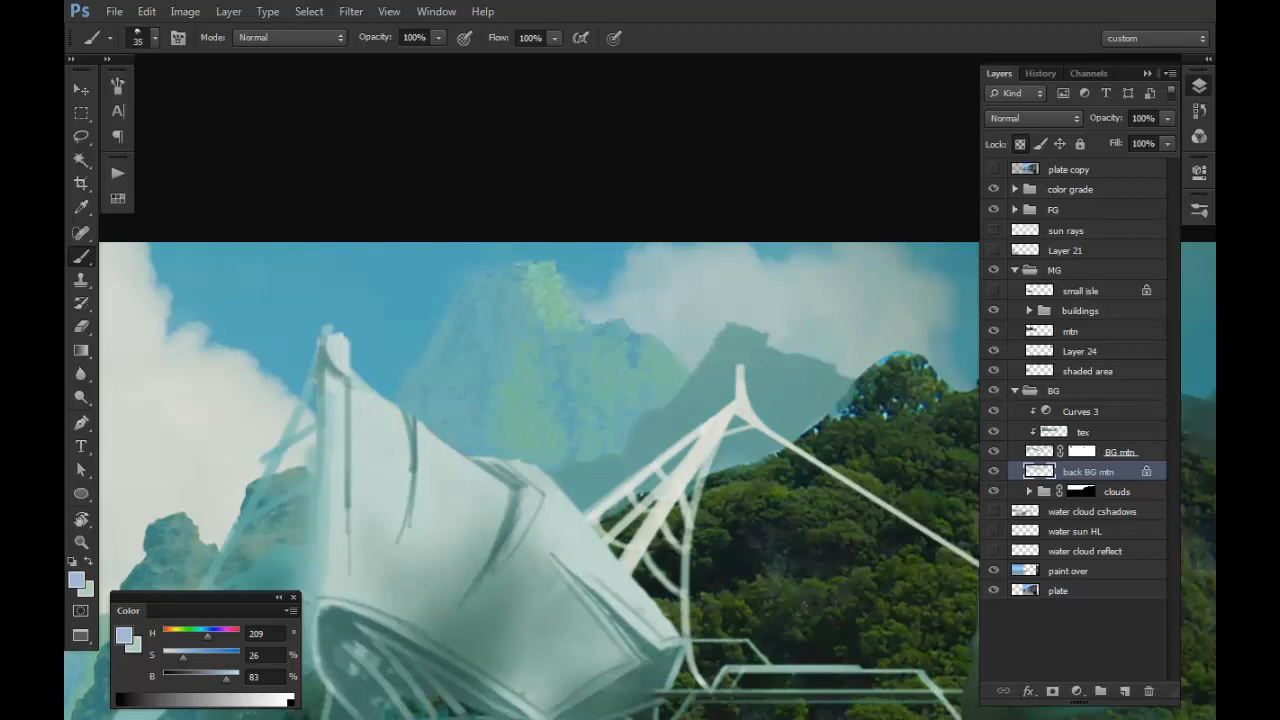 Ps File Edit Image Layer Type Select Filter View Window Help
35 Mode: Normal Opacity: 100% Flow: 100% custom
Layers History Channels
Kind
Normal Opacity: 100%
Lock: Fill: 100%
plate copy
color grade
FG
sun rays
Layer 21
MG
small isle
buildings
mtn
Layer 24
shaded area
BG
Curves 3
tex
BG mtn
back BG mtn
clouds
water cloud cshadows
water sun HL
water cloud reflect
paint over
plate
Color
H 209 °
S 26 %
B 83 %
fx